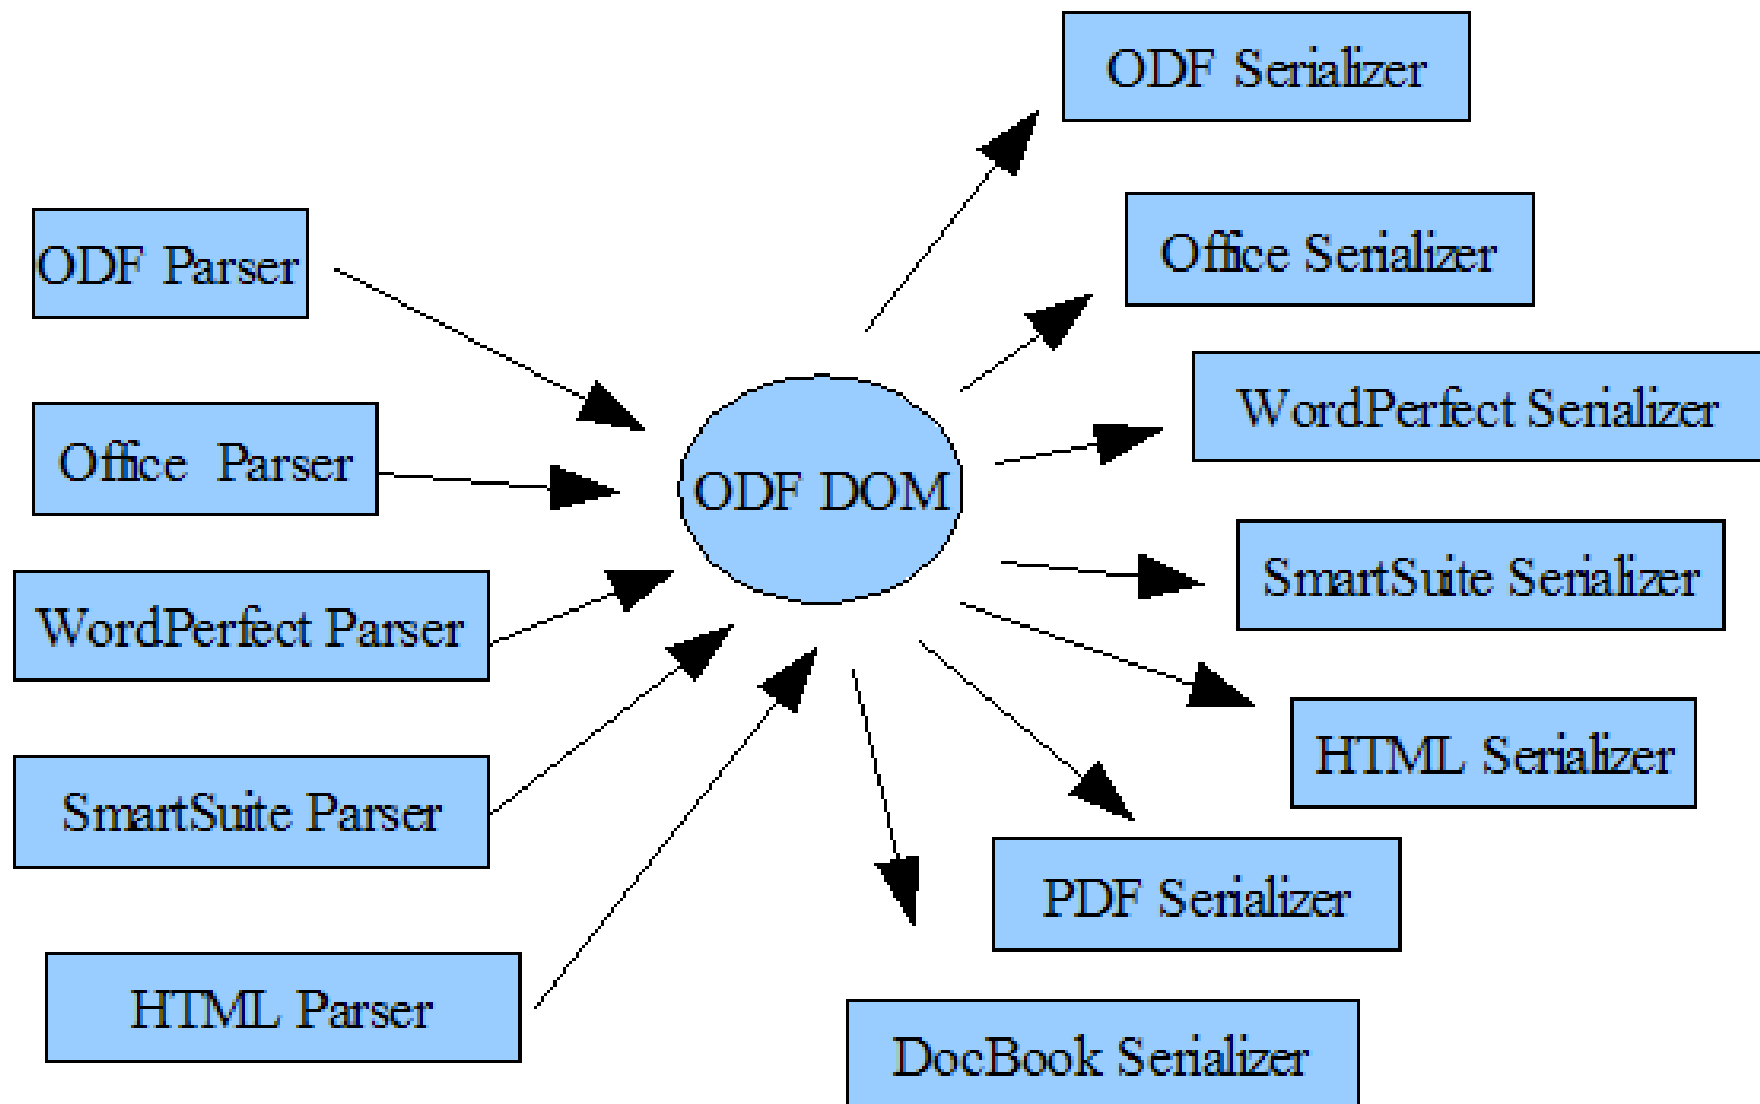 ODF Serializer
Office Serializer
ODF Parser
WordPerfect Serializer
Office Parser
ODF DOM
SmartSuite Serializer
WordPerfect Parser
HTML Serializer
SmartSuite Parser
PDF Serializer
HTML Parser
DocBook Serializer